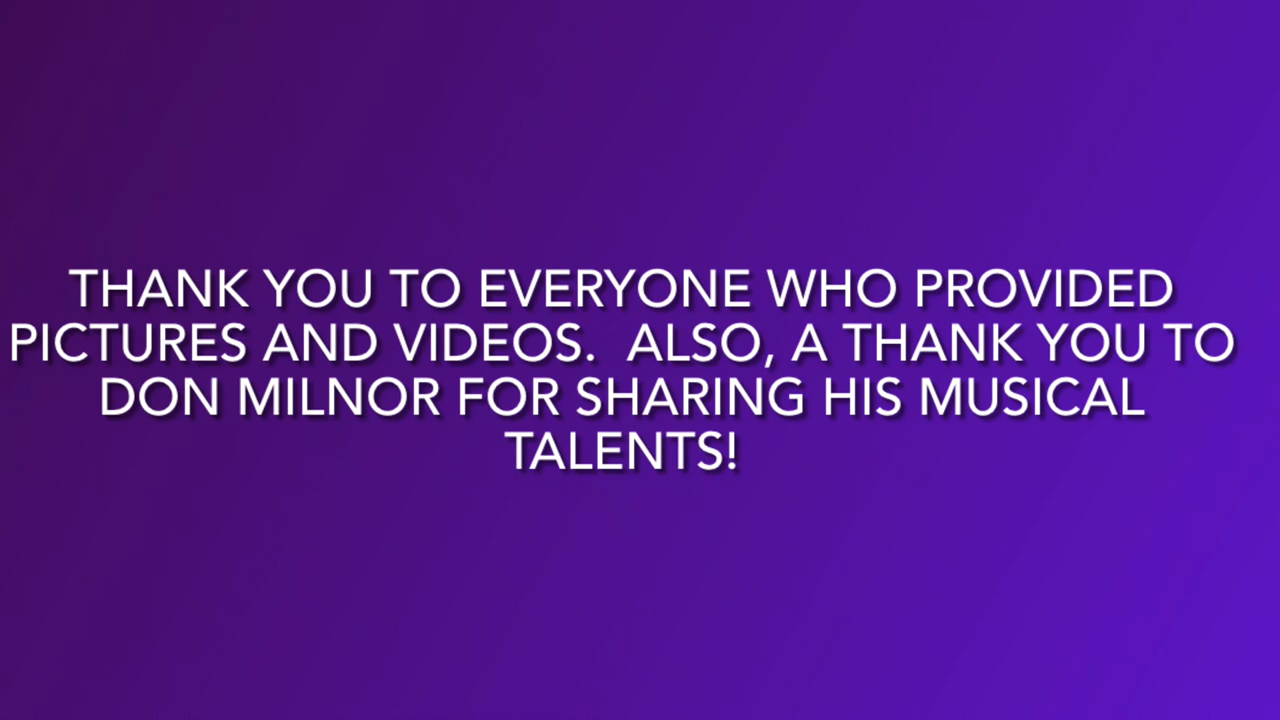 THANK YOU TO EVERYONE WHO PROVIDED
PICTURES AND VIDEOS.  ALSO, A THANK YOU TO
DON MILNOR FOR SHARING HIS MUSICAL
TALENTS!